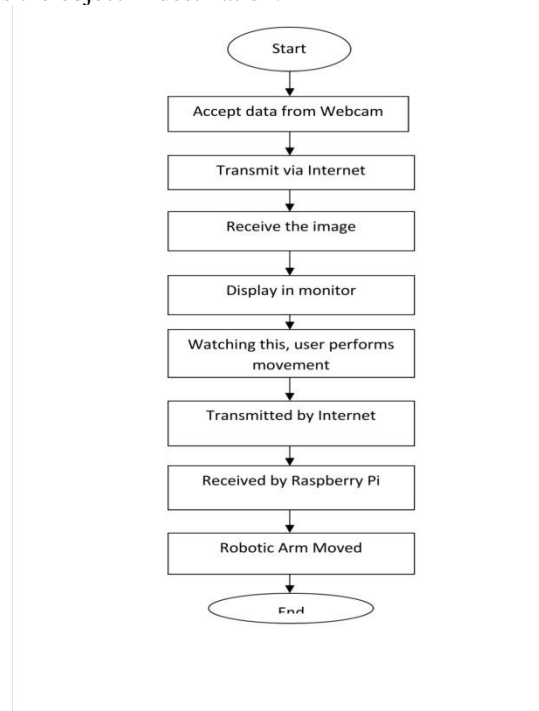 Start
Accept data from Webcam
Transmit via Internet
Receive the image
Display in monitor
Watching this, user performs
movement
Transmitted by Internet
Received by Raspberry Pi
Robotic Arm Moved
End